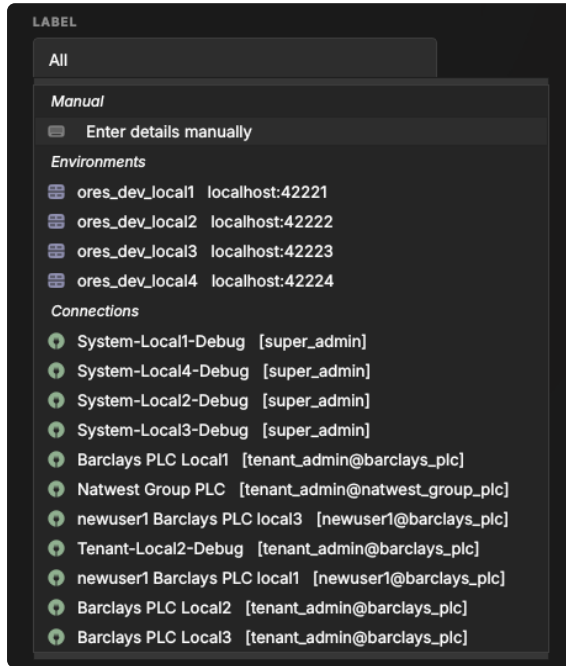 LABEL
All
Manual
Enter details manually
Environments
ores_dev_local1 localhost:42221
ores_dev_local2 localhost:42222
ores_dev_local3 localhost:42223
ores_dev_local4 localhost:42224
Connections
System-Local1-Debug [super_admin]
System-Local4-Debug [super_admin]
System-Local2-Debug [super_admin]
System-Local3-Debug [super_admin]
Barclays PLC Local1 [tenant_admin@barclays_plc]
Natwest Group PLC [tenant_admin@natwest_group_plc]
newuser1 Barclays PLC local3 [newuser1@barclays_plc]
Tenant-Local2-Debug [tenant_admin@barclays_plc]
newuser1 Barclays PLC local1 [newuser1@barclays_plc]
Barclays PLC Local2 [tenant_admin@barclays_plc]
Barclays PLC Local3 [tenant_admin@barclays_plc]